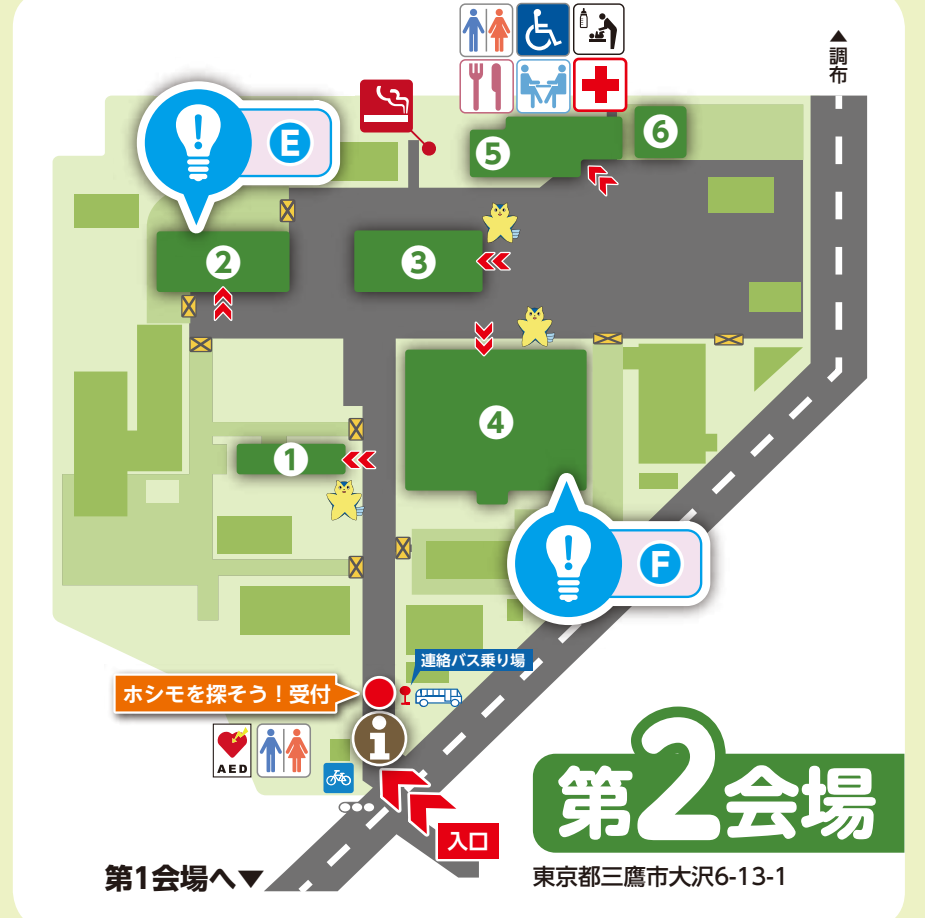 ▲調布
E
6
5
2
3
4
1
F
連絡バス乗り場
ホシモを探そう!受付
i
AED
入口
第2会場
第1会場へ▼
東京都三鷹市大沢6-13-1